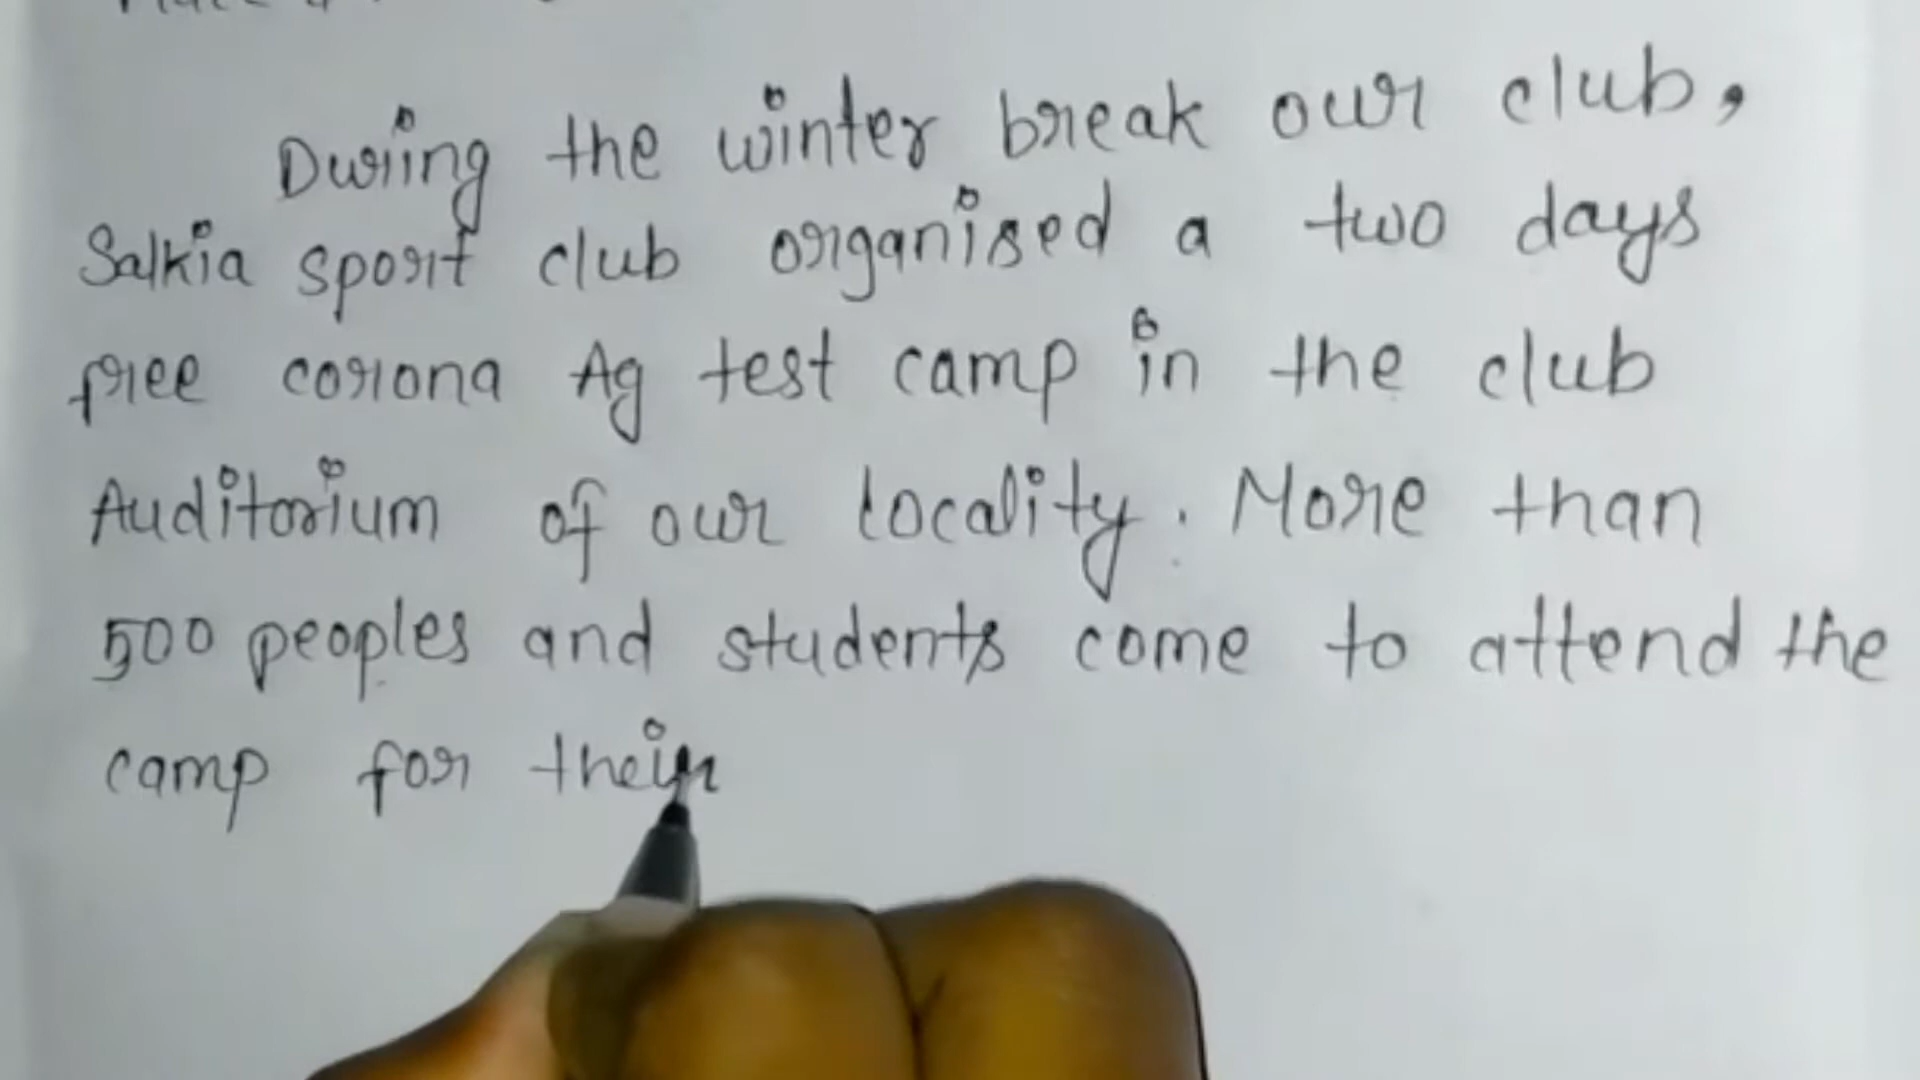 During the winter break our club,
Salkia sport club organised a two days
free corona Ag test camp in the club
Auditorium of our locality. More than
500 peoples and students come to attend the
camp for their